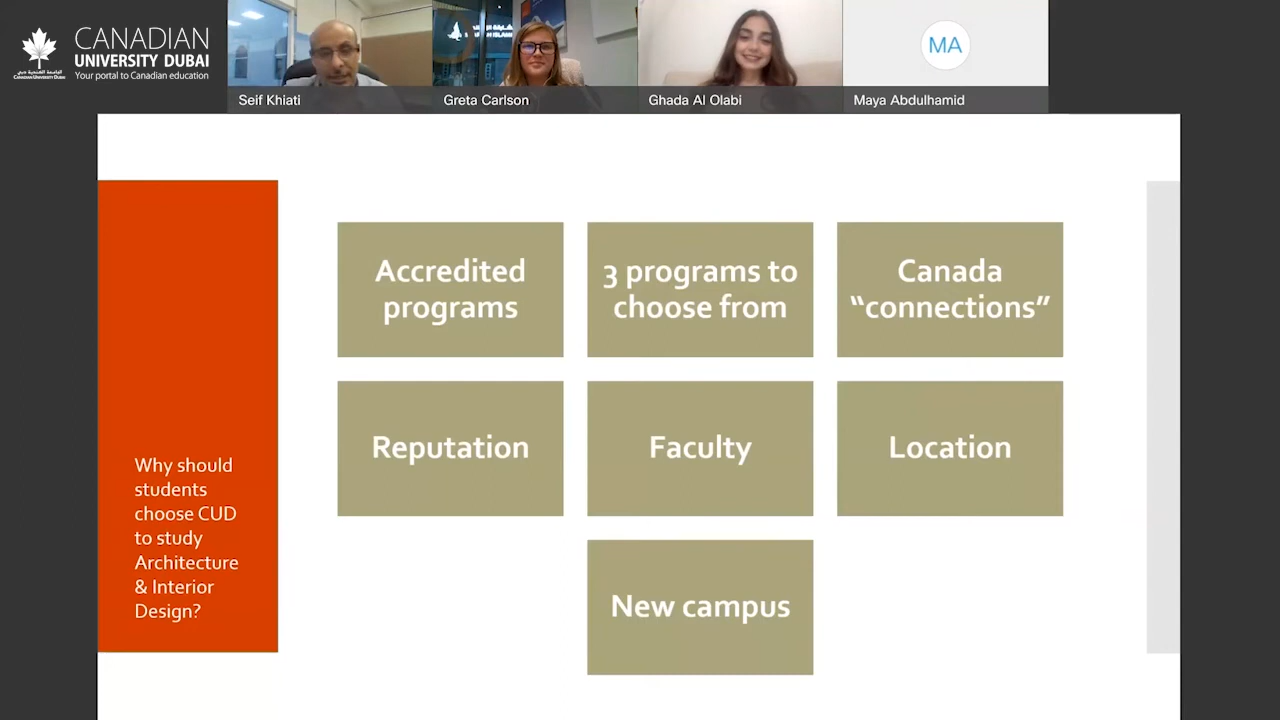 CANADIAN
UNIVERSITY DUBAI
Your portal to Canadian education
Seif Khiati
Greta Carlson
Ghada Al Olabi
MA
Maya Abdulhamid
Why should
students
choose CUD
to study
Architecture
& Interior
Design?
Accredited
programs
3 programs to
choose from
Canada
“connections”
Reputation
Faculty
Location
New campus